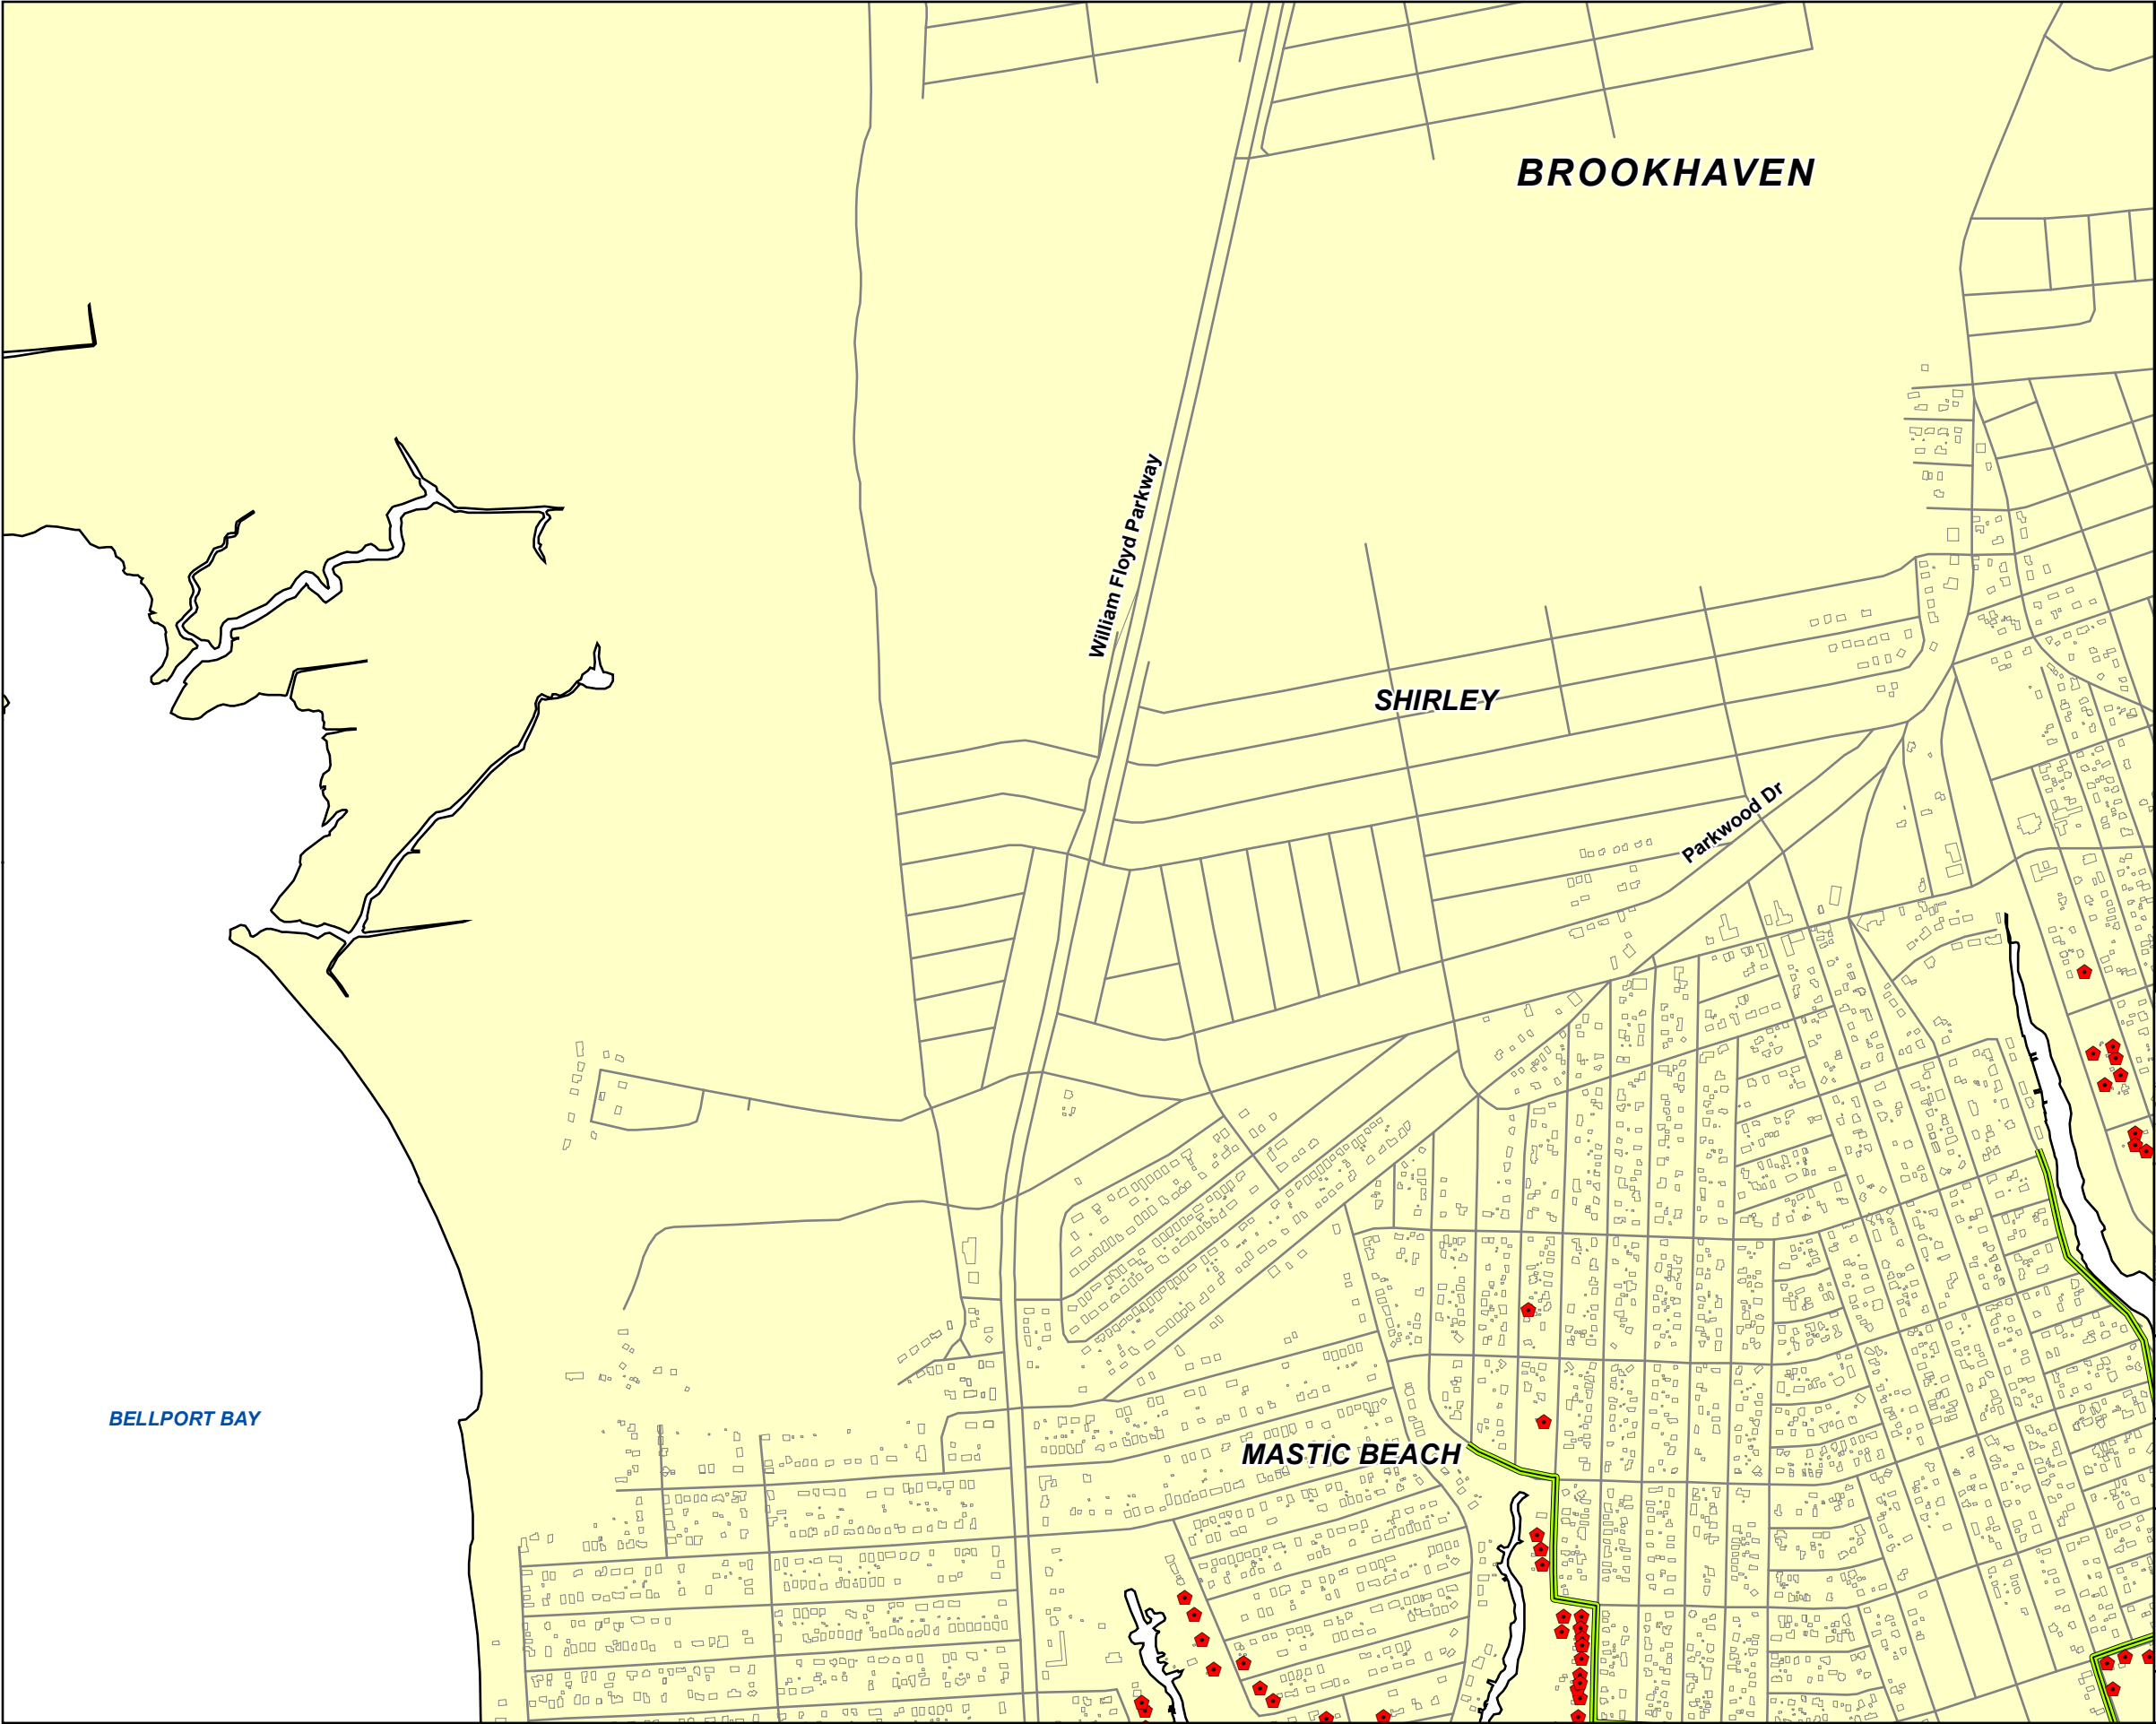 BROOKHAVEN
William Floyd Parkway
SHIRLEY
Parkwood Dr
BELLPORT BAY
MASTIC BEACH